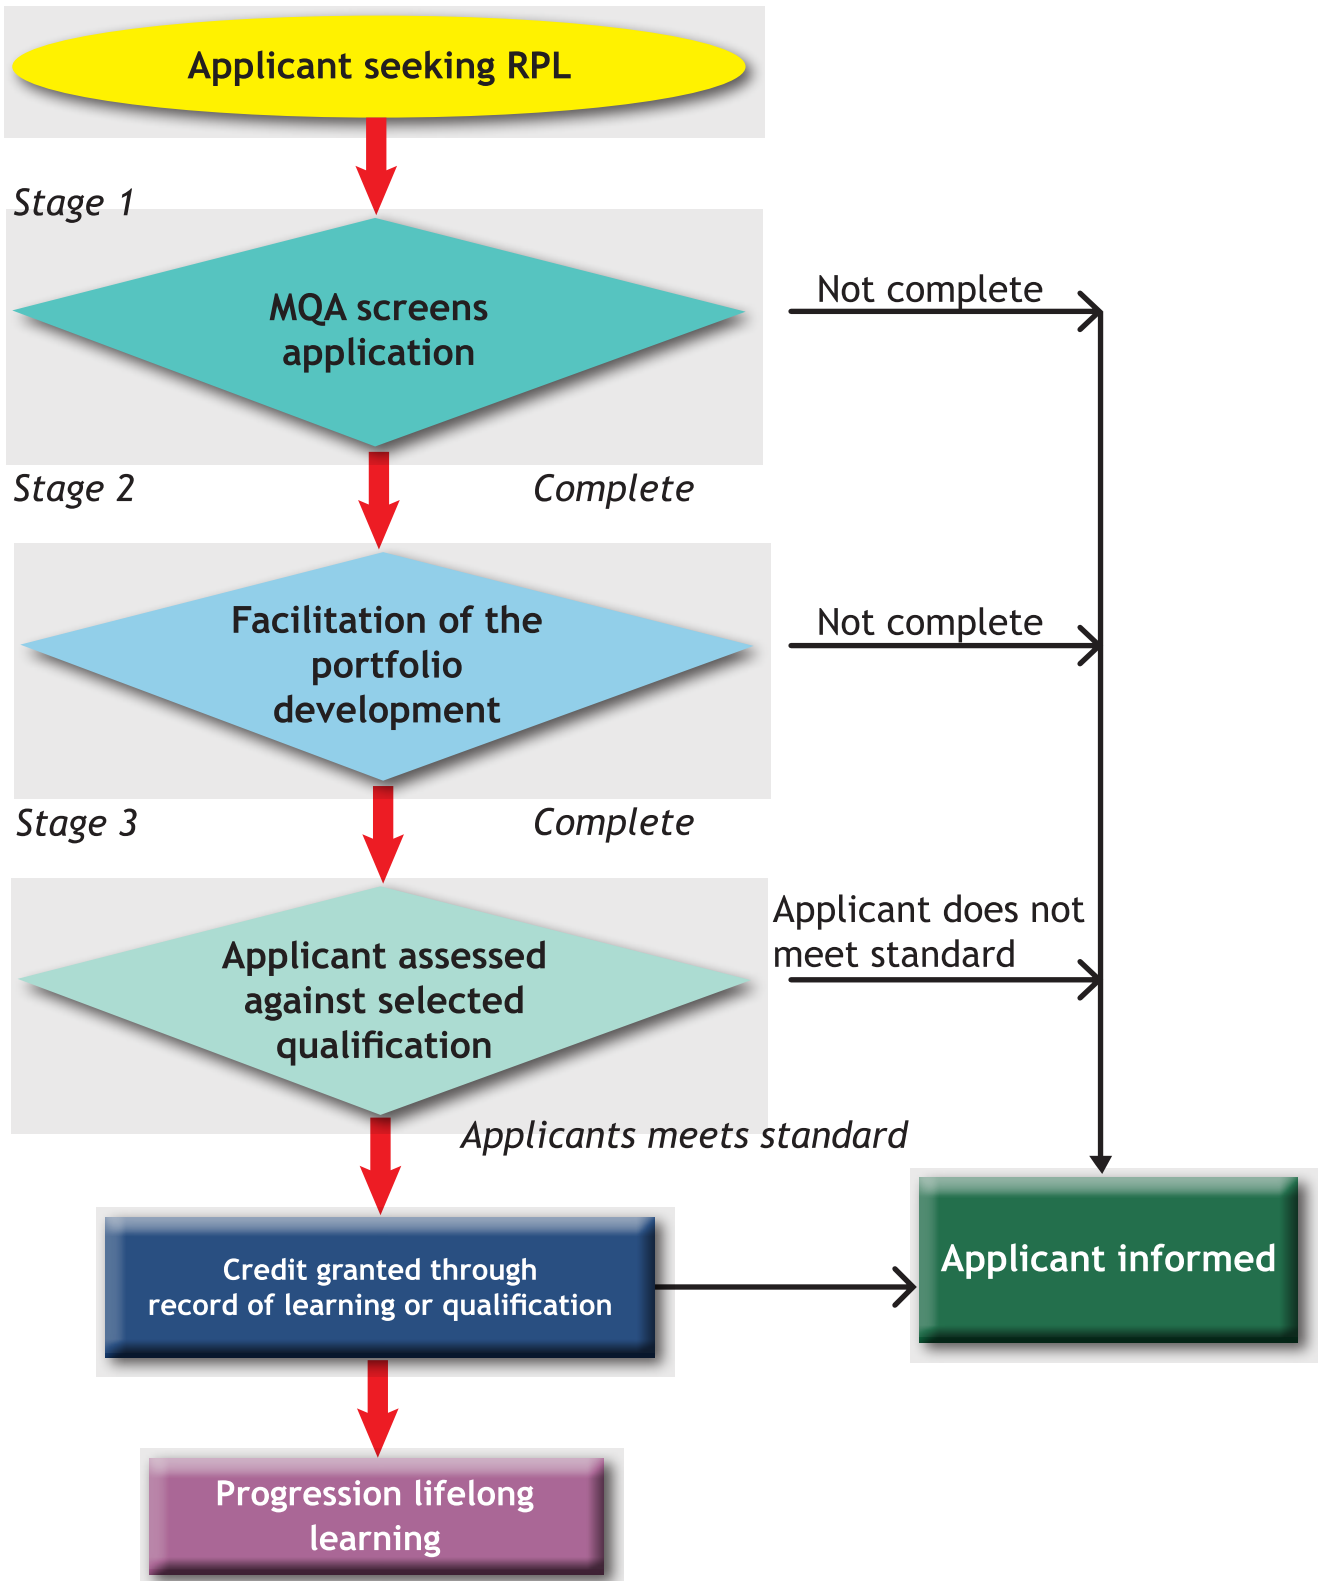 Applicant seeking RPL
Stage 1
MQA screens
application
Not complete
Stage 2
Complete
Facilitation of the
portfolio
development
Not complete
Stage 3
Complete
Applicant assessed
against selected
qualification
Applicant does not
meet standard
Applicants meets standard
Credit granted through
record of learning or qualification
Applicant informed
Progression lifelong
learning